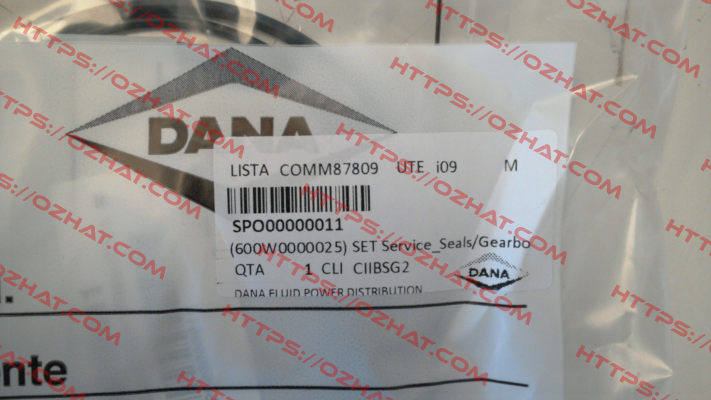 DANA
LISTA COMM87809 UTE i09 M
SPO00000011
(600W0000025) SET Service_Seals/Gearbo
QTA 1 CLI CIIBSG2
DANA
DANA FLUID POWER DISTRIBUTION
onte
HTTPS://OZHAT.COM